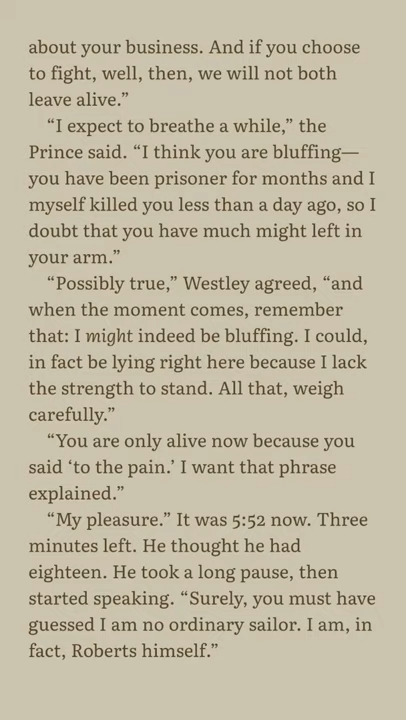 about your business. And if you choose
to fight, well, then, we will not both
leave alive.”
“I expect to breathe a while,” the
Prince said. “I think you are bluffing—
you have been prisoner for months and I
myself killed you less than a day ago, so I
doubt that you have much might left in
your arm.”
“Possibly true,” Westley agreed, “and
when the moment comes, remember
that: I might indeed be bluffing. I could,
in fact be lying right here because I lack
the strength to stand. All that, weigh
carefully.”
“You are only alive now because you
said ‘to the pain.’ I want that phrase
explained.”
“My pleasure.” It was 5:52 now. Three
minutes left. He thought he had
eighteen. He took a long pause, then
started speaking. “Surely, you must have
guessed I am no ordinary sailor. I am, in
fact, Roberts himself.”